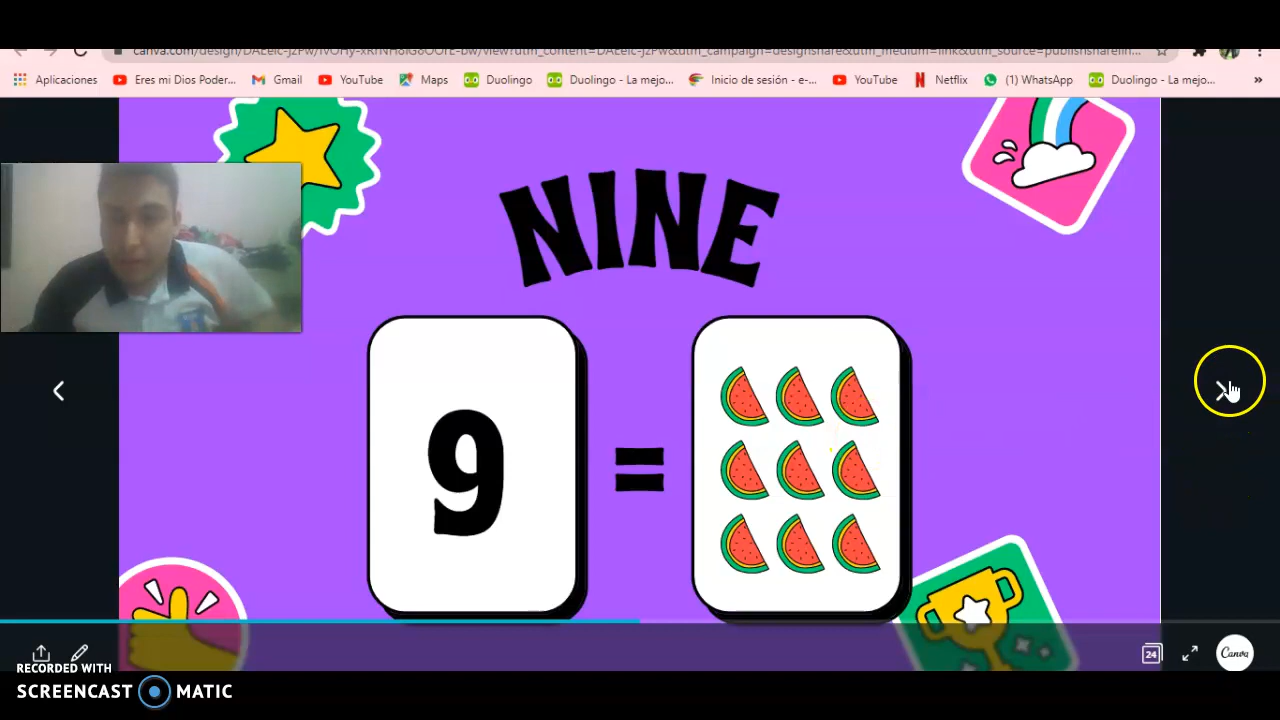 Aplicaciones Eres mi Dios Poder... Gmail YouTube Maps Duolingo Duolingo - La mejo... Inicio de sesión - e-... YouTube Netflix (1) WhatsApp Duolingo - La mejo... »
NINE
9 =
24 Canva
RECORDED WITH
SCREENCAST MATIC